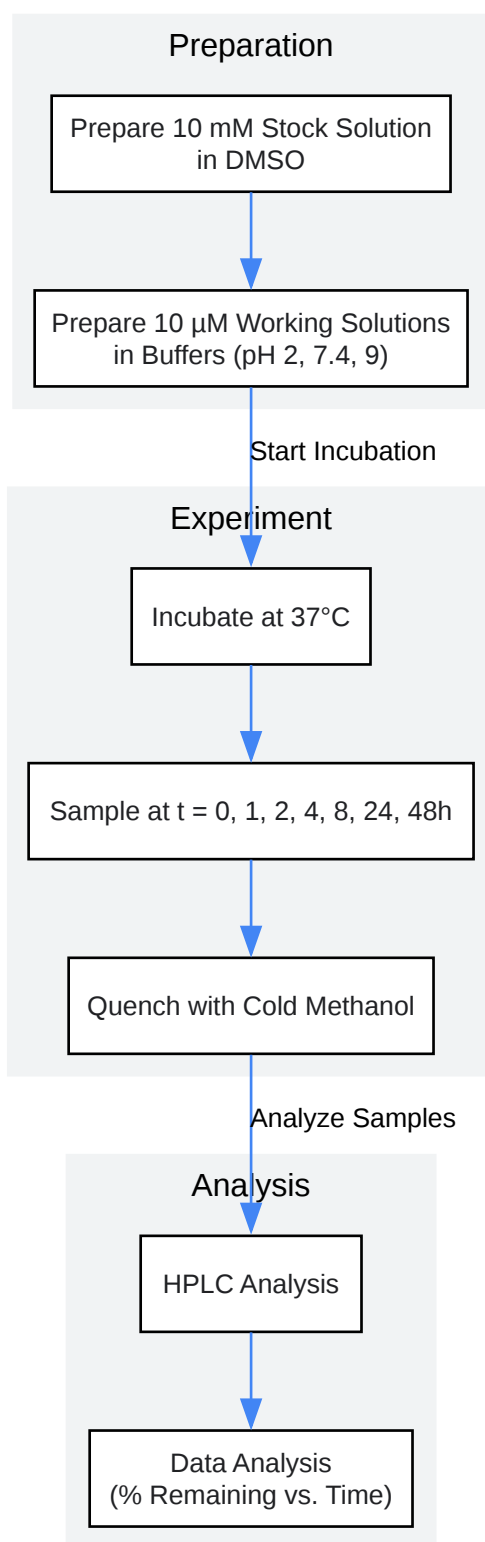 Preparation
Prepare 10 mM Stock Solution
in DMSO
Prepare 10 µM Working Solutions
in Buffers (pH 2, 7.4, 9)
Start Incubation
Experiment
Incubate at 37°C
Sample at t = 0, 1, 2, 4, 8, 24, 48h
Quench with Cold Methanol
Analyze Samples
Analysis
HPLC Analysis
Data Analysis
(% Remaining vs. Time)